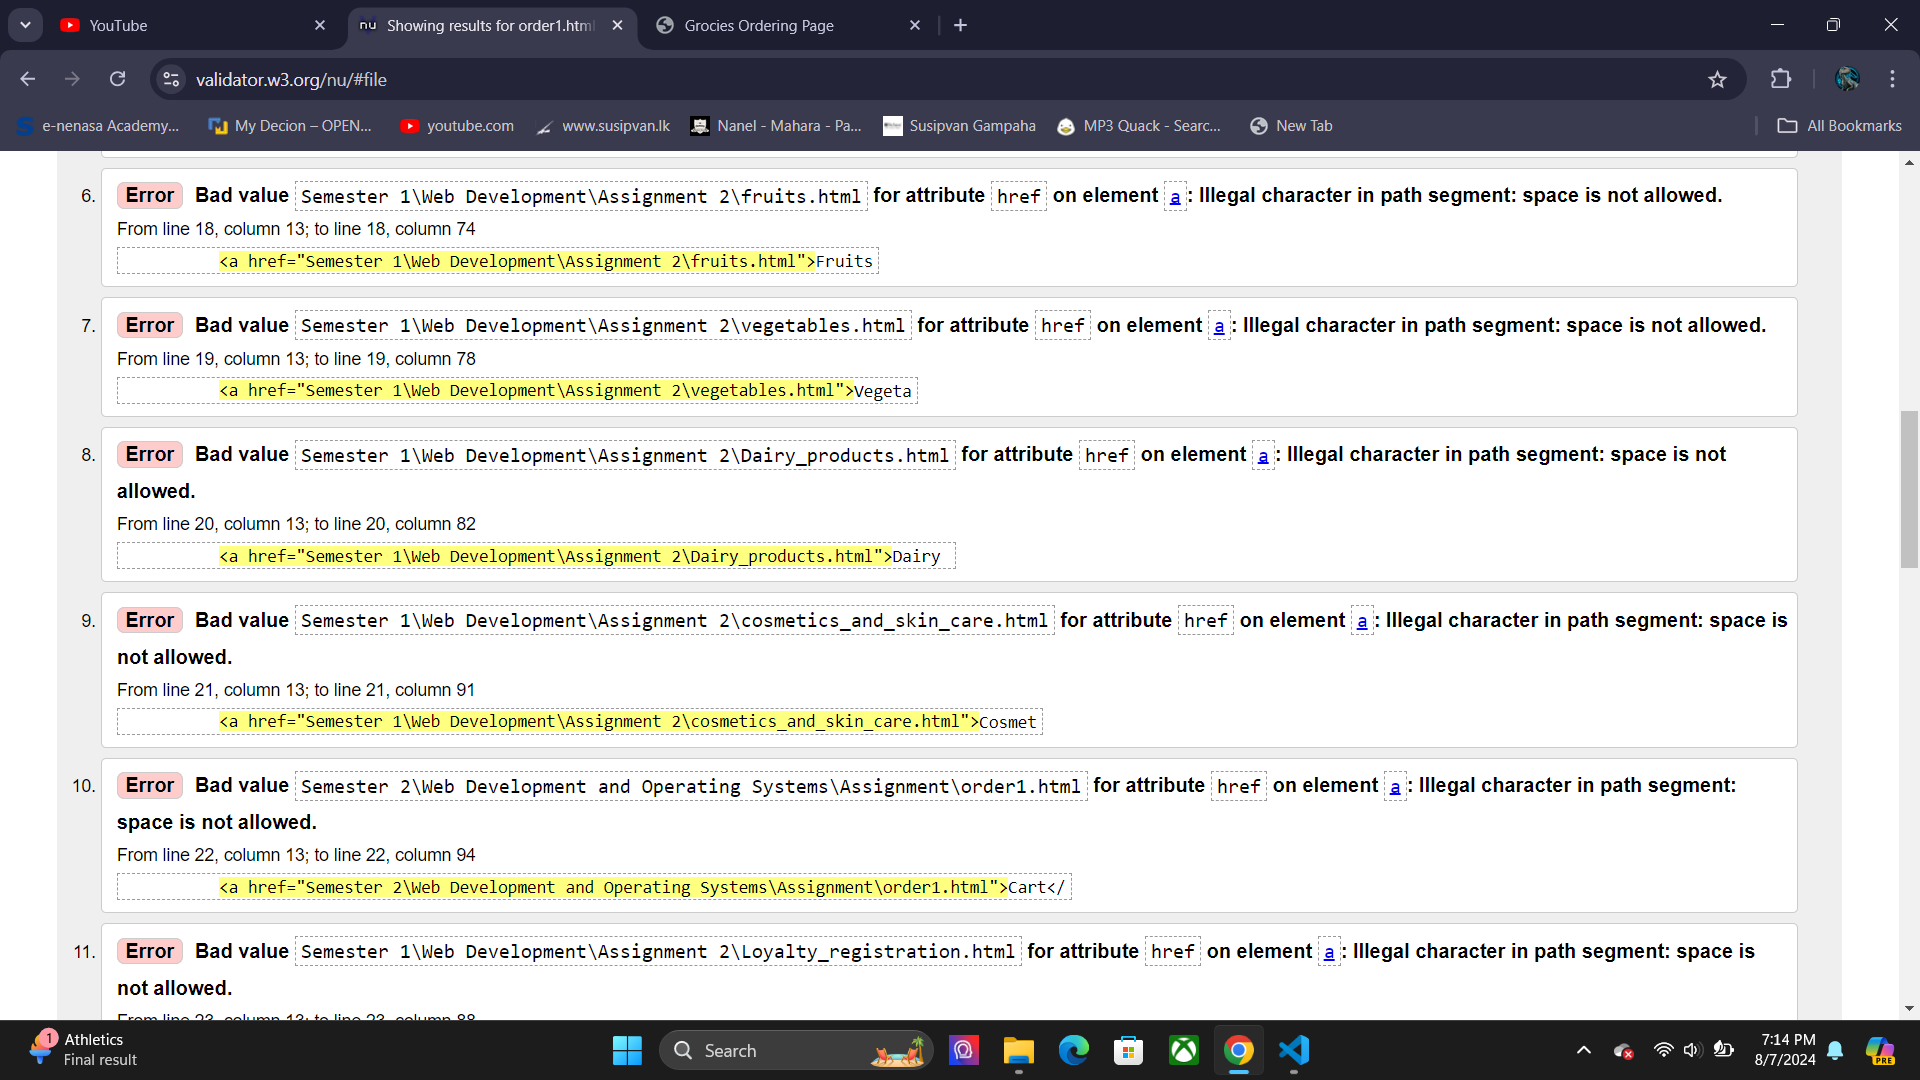 YouTube
Showing results for order1.html
Grocies Ordering Page
validator.w3.org/nu/#file
e-nenasa Academy...
My Decion – OPEN...
youtube.com
www.susipvan.lk
Nanel - Mahara - Pa...
Susipvan Gampaha
MP3 Quack - Searc...
New Tab
All Bookmarks
6. Error Bad value Semester 1\Web Development\Assignment 2\fruits.html for attribute href on element a: Illegal character in path segment: space is not allowed.
From line 18, column 13; to line 18, column 74
<a href="Semester 1\Web Development\Assignment 2\fruits.html">Fruits
7. Error Bad value Semester 1\Web Development\Assignment 2\vegetables.html for attribute href on element a: Illegal character in path segment: space is not allowed.
From line 19, column 13; to line 19, column 78
<a href="Semester 1\Web Development\Assignment 2\vegetables.html">Vegeta
8. Error Bad value Semester 1\Web Development\Assignment 2\Dairy_products.html for attribute href on element a: Illegal character in path segment: space is not
allowed.
From line 20, column 13; to line 20, column 82
<a href="Semester 1\Web Development\Assignment 2\Dairy_products.html">Dairy
9. Error Bad value Semester 1\Web Development\Assignment 2\cosmetics_and_skin_care.html for attribute href on element a: Illegal character in path segment: space is
not allowed.
From line 21, column 13; to line 21, column 91
<a href="Semester 1\Web Development\Assignment 2\cosmetics_and_skin_care.html">Cosmet
10. Error Bad value Semester 2\Web Development and Operating Systems\Assignment\order1.html for attribute href on element a: Illegal character in path segment:
space is not allowed.
From line 22, column 13; to line 22, column 94
<a href="Semester 2\Web Development and Operating Systems\Assignment\order1.html">Cart</
11. Error Bad value Semester 1\Web Development\Assignment 2\Loyalty_registration.html for attribute href on element a: Illegal character in path segment: space is
not allowed.
From line 23, column 13; to line 23, column 88
1
Athletics
Final result
Search
7:14 PM
8/7/2024
PRE